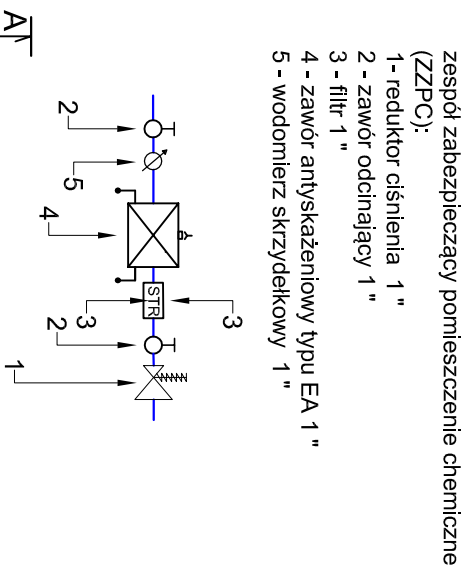 zespół zabezpieczący pomieszczenie chemiczne
(ZZPC):
1- reduktor ciśnienia 1 "
2 - zawór odcinający 1 "
3 - filtr 1 "
4 - zawór antyskażeniowy typu EA 1 "
5 - wodomierz skrzydełkowy 1 "
A
2
5
4
STR
3
3
2
1